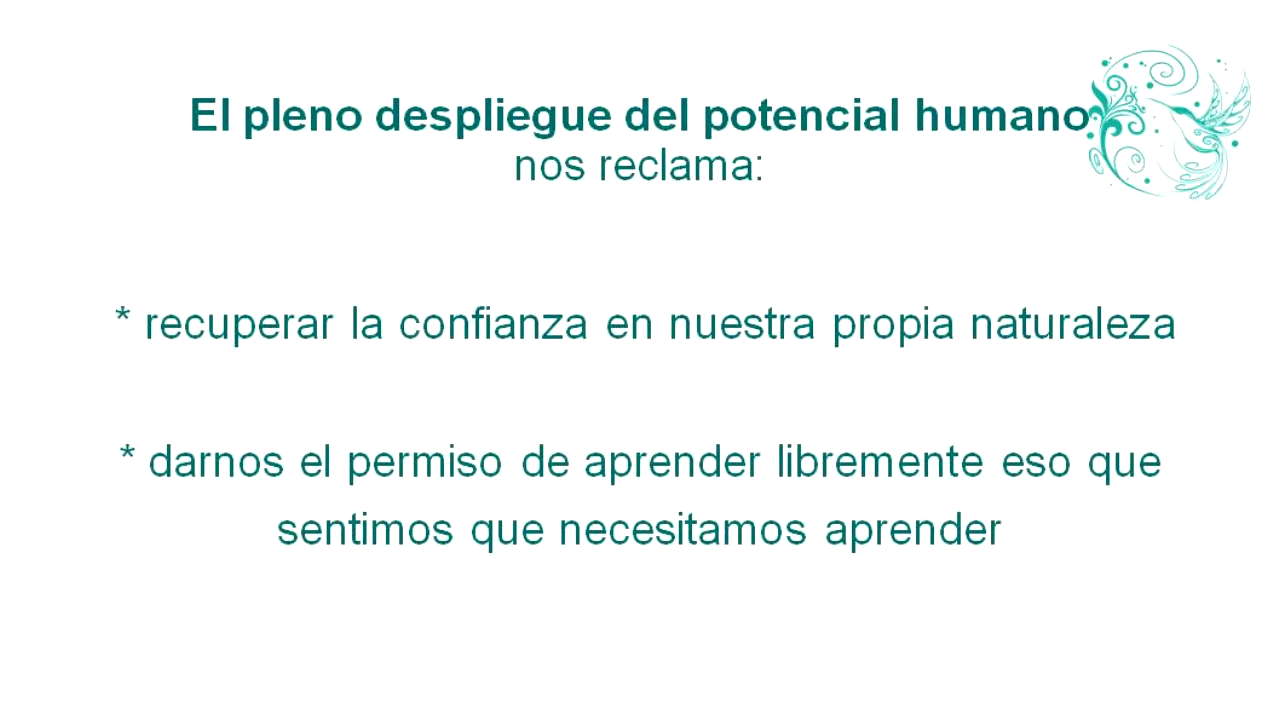 El pleno despliegue del potencial humano
nos reclama:
* recuperar la confianza en nuestra propia naturaleza
* darnos el permiso de aprender libremente eso que
sentimos que necesitamos aprender